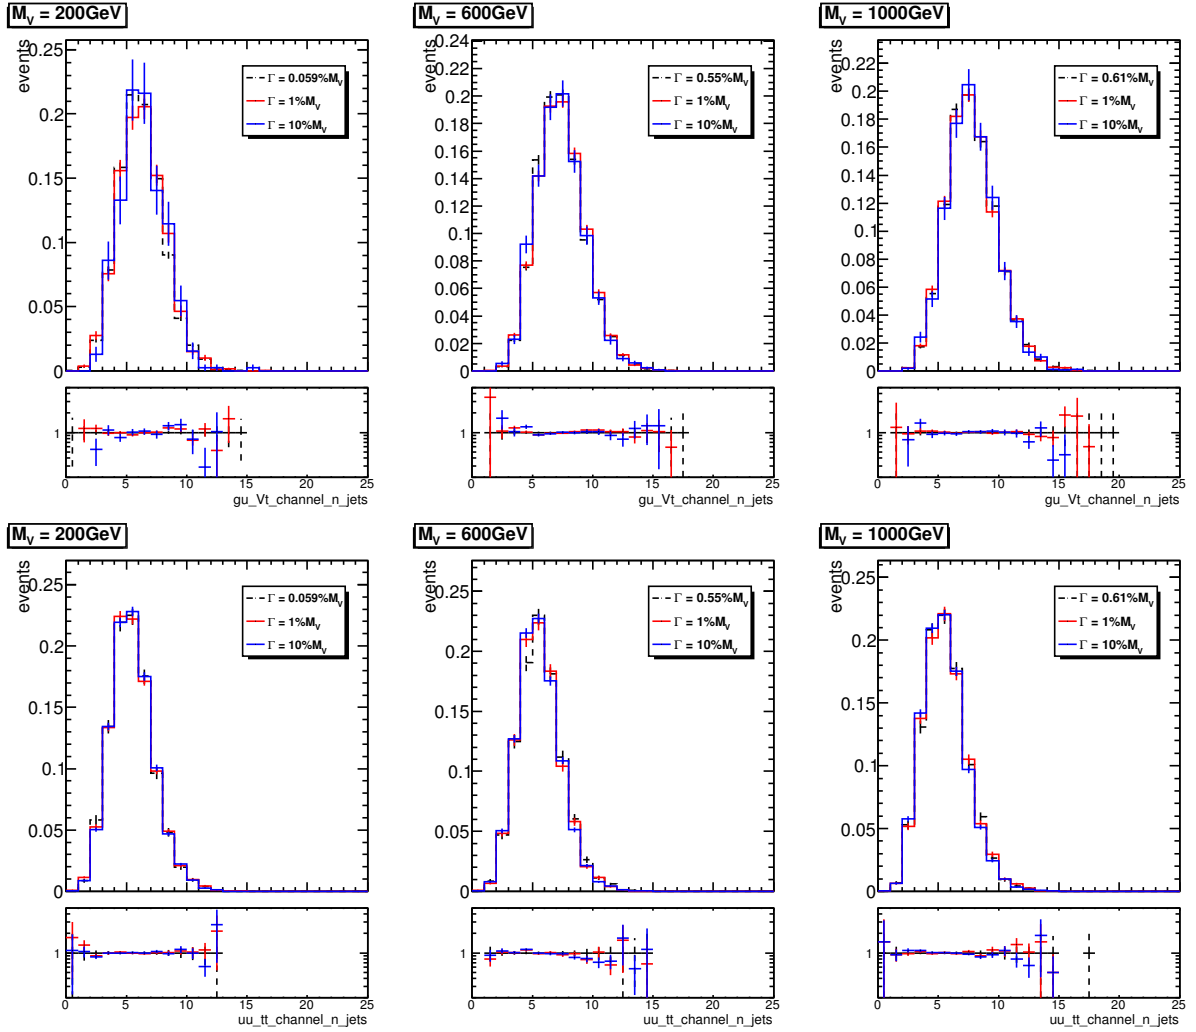 M_V = 200GeV
events
0.25
0.2
0.15
0.1
0.05
0
Γ = 0.059%M_V
Γ = 1%M_V
Γ = 10%M_V
1
0 5 10 15 20 25
gu_Vt_channel_n_jets
M_V = 600GeV
events
0.24
0.22
0.2
0.18
0.16
0.14
0.12
0.1
0.08
0.06
0.04
0.02
0
Γ = 0.55%M_V
Γ = 1%M_V
Γ = 10%M_V
1
0 5 10 15 20 25
gu_Vt_channel_n_jets
M_V = 1000GeV
events
0.22
0.2
0.18
0.16
0.14
0.12
0.1
0.08
0.06
0.04
0.02
0
Γ = 0.61%M_V
Γ = 1%M_V
Γ = 10%M_V
1
0 5 10 15 20 25
gu_Vt_channel_n_jets
M_V = 200GeV
events
0.25
0.2
0.15
0.1
0.05
0
Γ = 0.059%M_V
Γ = 1%M_V
Γ = 10%M_V
1
0 5 10 15 20 25
uu_tt_channel_n_jets
M_V = 600GeV
events
0.25
0.2
0.15
0.1
0.05
0
Γ = 0.55%M_V
Γ = 1%M_V
Γ = 10%M_V
1
0 5 10 15 20 25
uu_tt_channel_n_jets
M_V = 1000GeV
events
0.25
0.2
0.15
0.1
0.05
0
Γ = 0.61%M_V
Γ = 1%M_V
Γ = 10%M_V
1
0 5 10 15 20 25
uu_tt_channel_n_jets